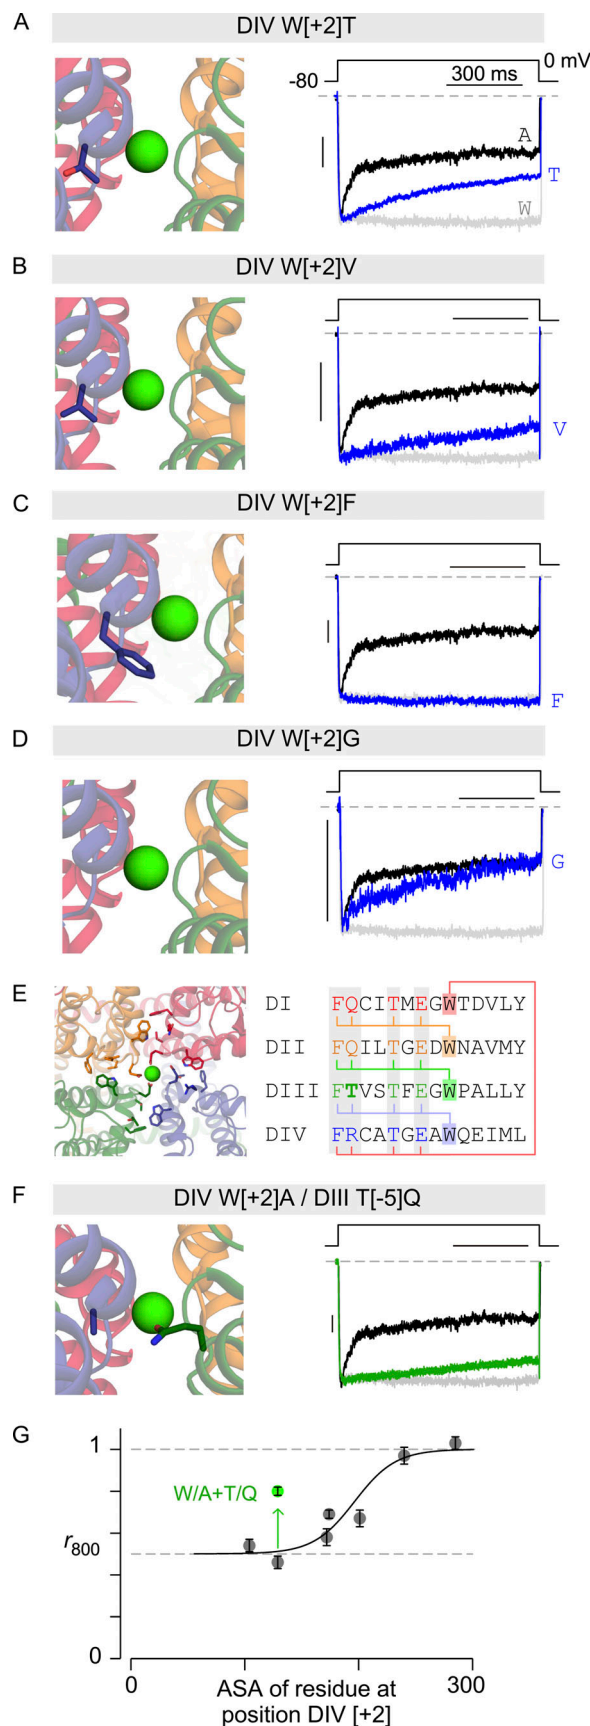 A
DIV W[+2]T
0 mV
-80
300 ms
A
T
W
B
DIV W[+2]V
V
C
DIV W[+2]F
F
D
DIV W[+2]G
G
E
DI FQCITMEGWTDVLY
DII FQILTGEDWNAVMY
DIII FTVSTFEGWPALLY
DIV FRCATGEAWQEIML
F
DIV W[+2]A / DIII T[-5]Q
G
1
W/A+T/Q
r800
0
0
300
ASA of residue at
position DIV [+2]